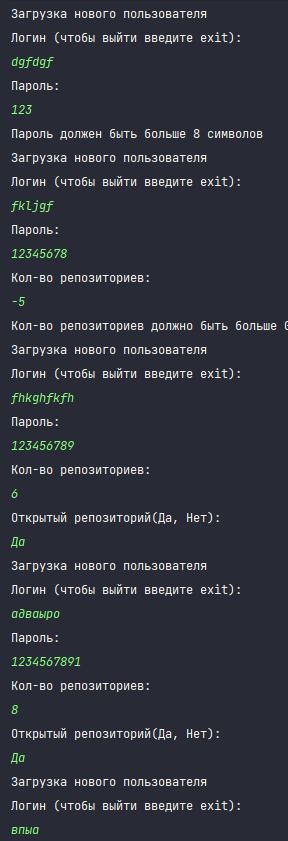 Загрузка нового пользователя
Логин (чтобы выйти введите exit):
dgfdgf
Пароль:
123
Пароль должен быть больше 8 символов
Загрузка нового пользователя
Логин (чтобы выйти введите exit):
fkljgf
Пароль:
12345678
Кол-во репозиториев:
-5
Кол-во репозиториев должно быть больше 0
Загрузка нового пользователя
Логин (чтобы выйти введите exit):
fhkghfkfh
Пароль:
123456789
Кол-во репозиториев:
6
Открытый репозиторий(Да, Нет):
Да
Загрузка нового пользователя
Логин (чтобы выйти введите exit):
адваыро
Пароль:
1234567891
Кол-во репозиториев:
8
Открытый репозиторий(Да, Нет):
Да
Загрузка нового пользователя
Логин (чтобы выйти введите exit):
впыа